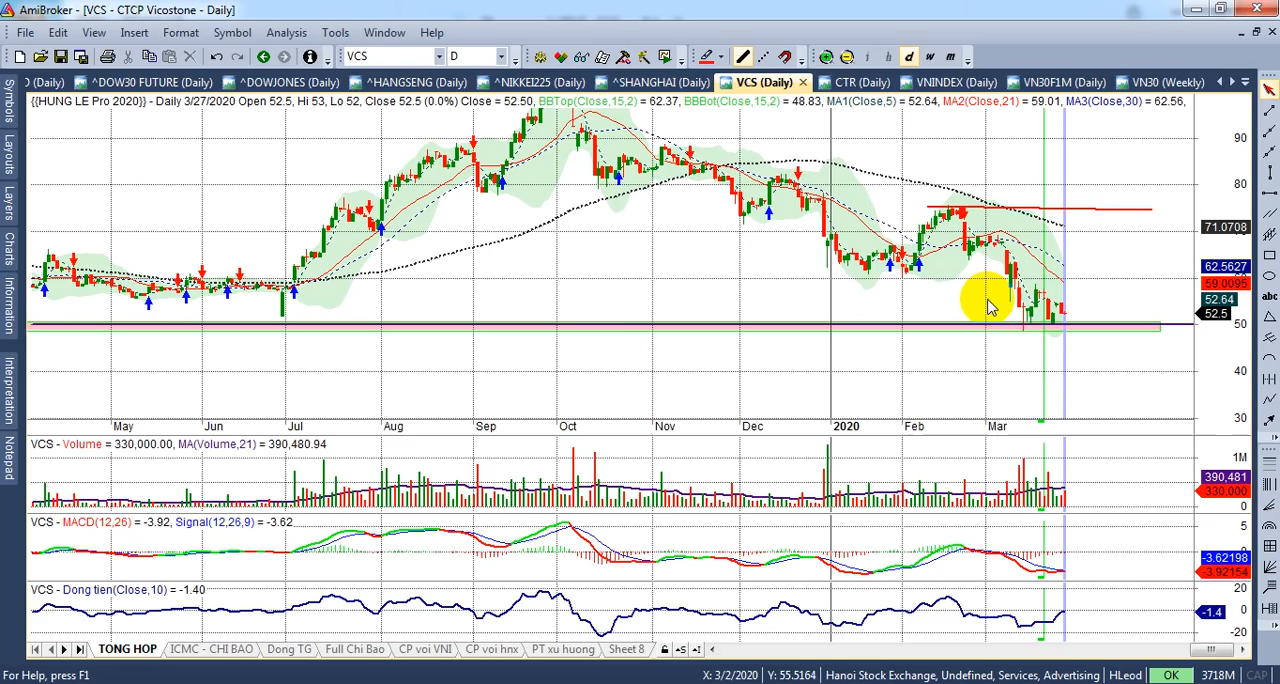 AmiBroker - [VCS - CTCP Vicostone - Daily]
File Edit View Insert Format Symbol Analysis Tools Window Help
VCS D i h d w m
) (Daily) ^DOW30 FUTURE (Daily) ^DOWJONES (Daily) ^HANGSENG (Daily) ^NIKKEI225 (Daily) ^SHANGHAI (Daily) VCS (Daily) CTR (Daily) VNINDEX (Daily) VN30F1M (Daily) VN30 (Weekly)
{{HUNG LE Pro 2020}} - Daily 3/27/2020 Open 52.5, Hi 53, Lo 52, Close 52.5 (0.0%) Close = 52.50, BBTop(Close,15,2) = 62.37, BBBot(Close,15,2) = 48.83, MA1(Close,5) = 52.64, MA2(Close,21) = 59.01, MA3(Close,30) = 62.56,
Symbols
Layouts
Layers
Charts
Information
Interpretation
Notepad
90
80
71.0708
62.5627
59.0095
52.64
52.5
50
40
30
abc
May Jun Jul Aug Sep Oct Nov Dec 2020 Feb Mar
VCS - Volume = 330,000.00, MA(Volume,21) = 390,480.94
1M
390,481
330,000
0
VCS - MACD(12,26) = -3.92, Signal(12,26,9) = -3.62
5
-3.62198
-3.92154
VCS - Dong tien(Close,10) = -1.40
20
0
-1.4
-20
TONG HOP ICMC - CHI BAO Dong TG Full Chi Bao CP voi VNI CP voi hnx PT xu huong Sheet 8
For Help, press F1 X: 3/2/2020 Y: 55.5164 Hanoi Stock Exchange, Undefined, Services, Advertising HLeod OK 3718M CAP